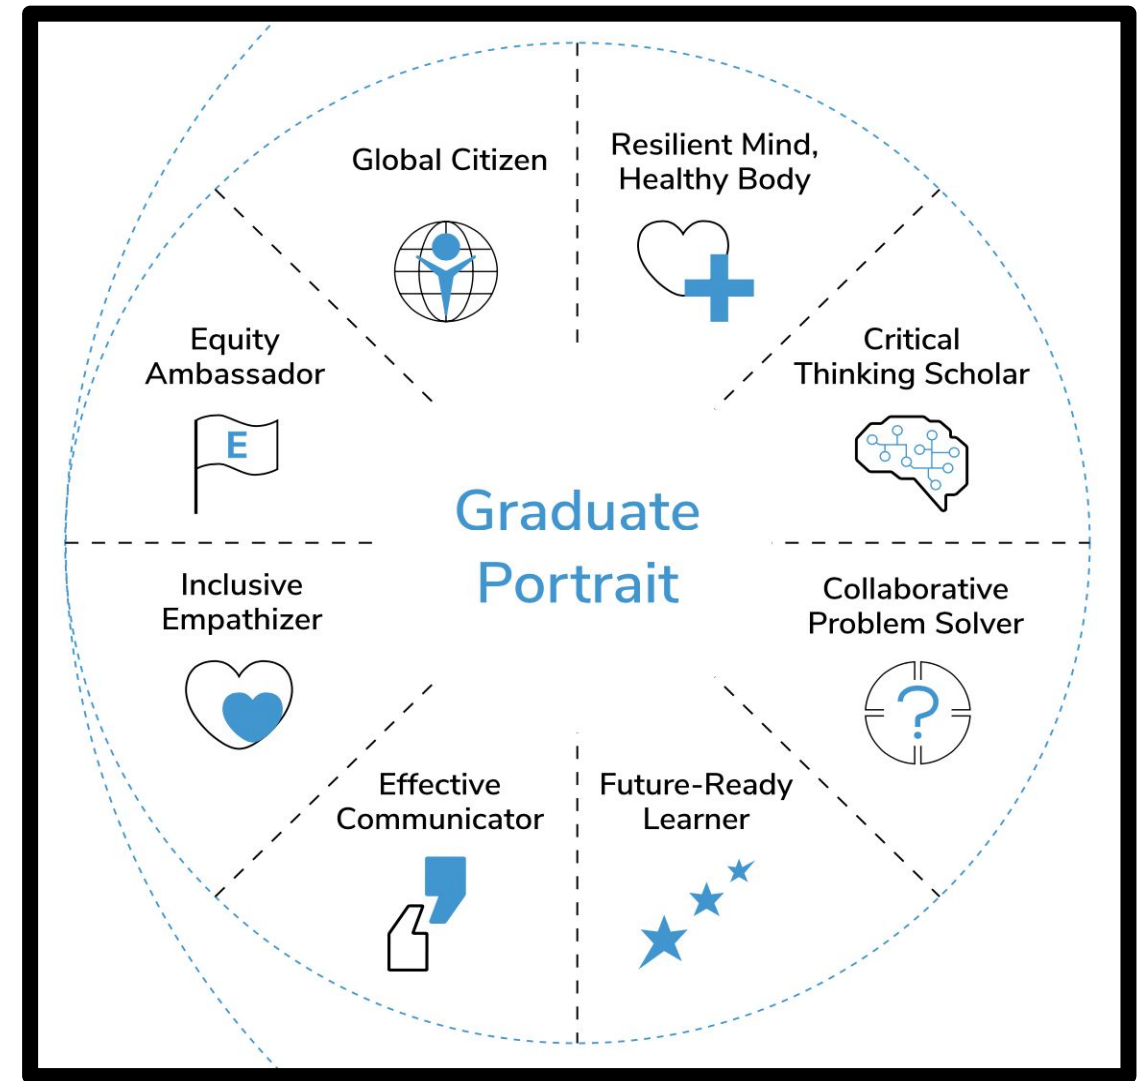 Global Citizen
Resilient Mind,
Healthy Body
Equity
Ambassador
E
Critical
Thinking Scholar
Graduate
Portrait
Inclusive
Empathizer
Collaborative
Problem Solver
?
Effective
Communicator
Future-Ready
Learner